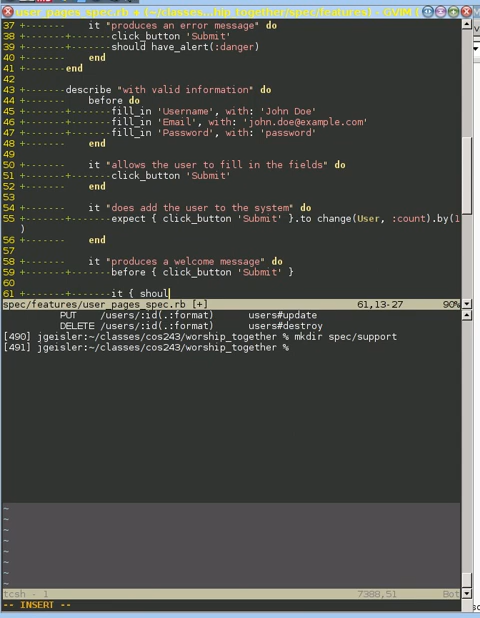 user_pages_spec.rb + (~/classes...hip_together/spec/features) - GVIM
37 +-------    it "produces an error message" do
38 +-------+-------click_button 'Submit'
39 +-------+-------should have_alert(:danger)
40 +-------    end
41 +-------end
42
43 +-------describe "with valid information" do
44 +-------    before do
45 +-------+-------fill_in 'Username', with: 'John Doe'
46 +-------+-------fill_in 'Email', with: 'john.doe@example.com'
47 +-------+-------fill_in 'Password', with: 'password'
48 +-------    end
49
50 +-------    it "allows the user to fill in the fields" do
51 +-------+-------click_button 'Submit'
52 +-------    end
53
54 +-------    it "does add the user to the system" do
55 +-------+-------expect { click_button 'Submit' }.to change(User, :count).by(1
)
56 +-------    end
57
58 +-------    it "produces a welcome message" do
59 +-------+-------before { click_button 'Submit' }
60
61 +-------+-------it { shoul
spec/features/user_pages_spec.rb [+] 61,13-27 90%
PUT    /users/:id(.:format)      users#update
DELETE /users/:id(.:format)      users#destroy
[490] jgeisler:~/classes/cos243/worship_together % mkdir spec/support
[491] jgeisler:~/classes/cos243/worship_together %
~
~
~
~
~
~
~
~
tcsh - 1 7388,51 Bot
-- INSERT --